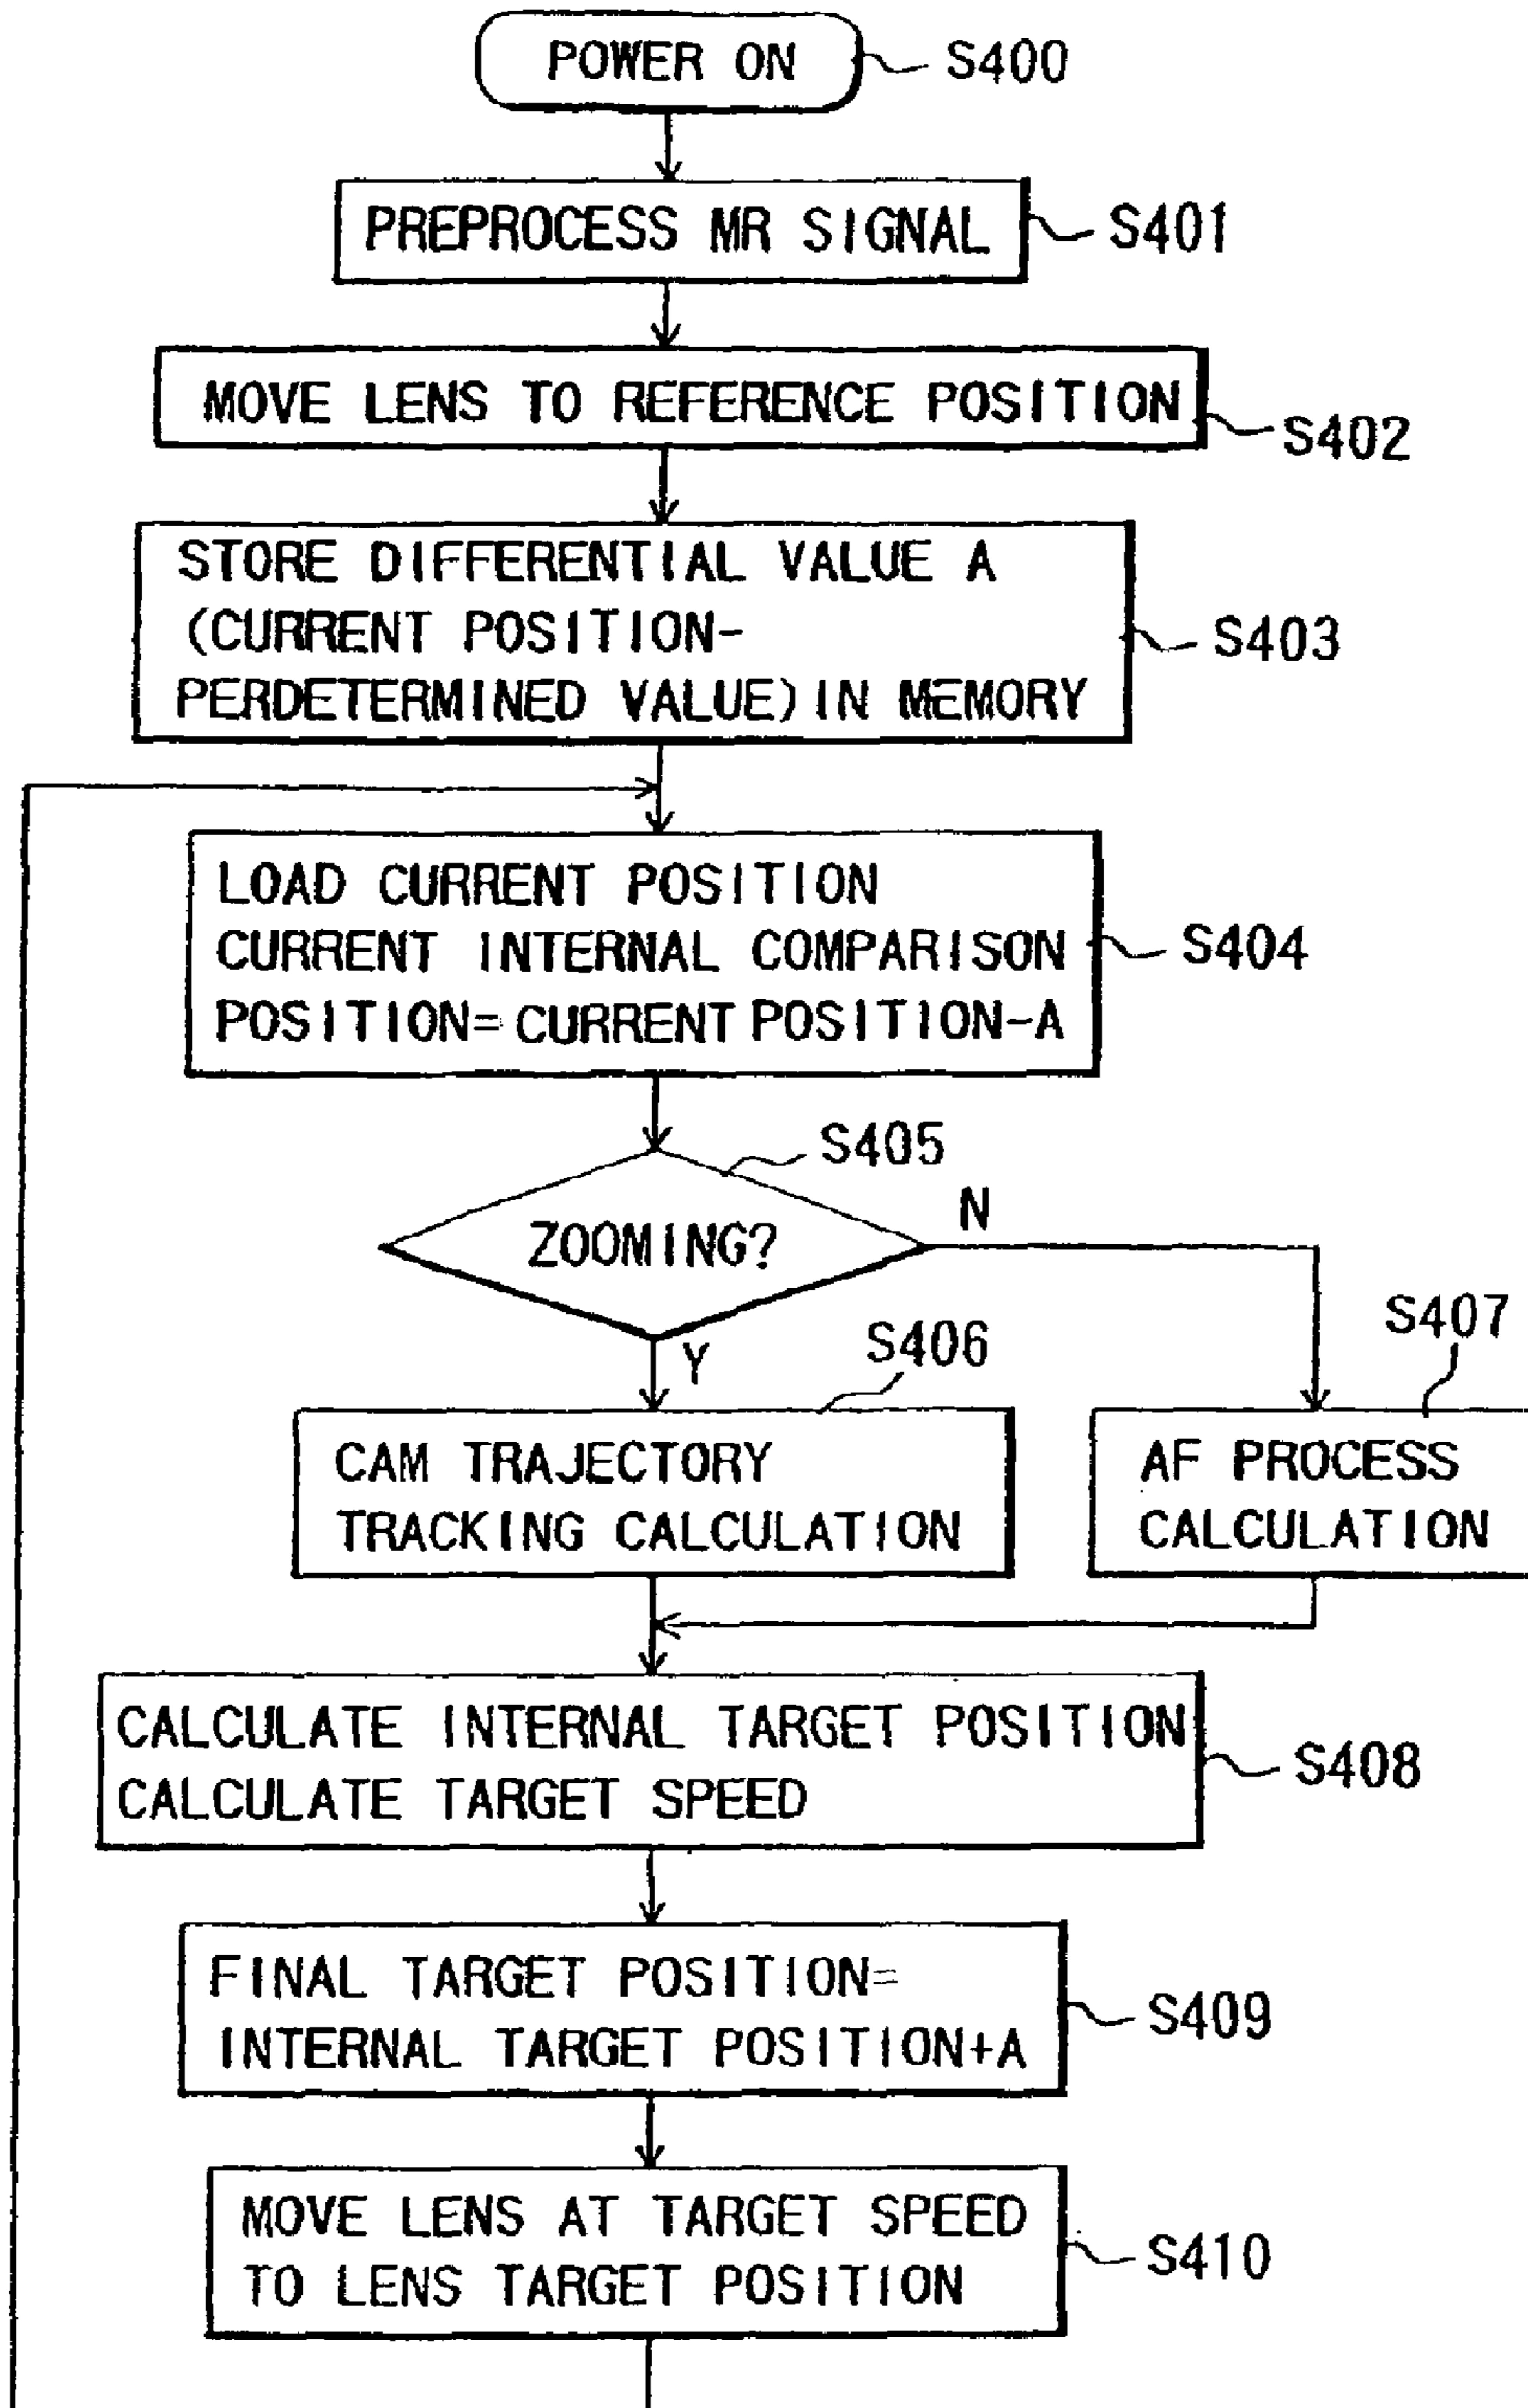 POWER ON
S400
PREPROCESS MR SIGNAL
S401
MOVE LENS TO REFERENCE POSITION
S402
STORE DIFFERENTIAL VALUE A
(CURRENT POSITION-
PERDETERMINED VALUE) IN MEMORY
S403
LOAD CURRENT POSITION
CURRENT INTERNAL COMPARISON
POSITION=CURRENT POSITION-A
S404
S405
ZOOMING?
N
Y
S406
S407
CAM TRAJECTORY
TRACKING CALCULATION
AF PROCESS
CALCULATION
CALCULATE INTERNAL TARGET POSITION
CALCULATE TARGET SPEED
S408
FINAL TARGET POSITION=
INTERNAL TARGET POSITION+A
S409
MOVE LENS AT TARGET SPEED
TO LENS TARGET POSITION
S410